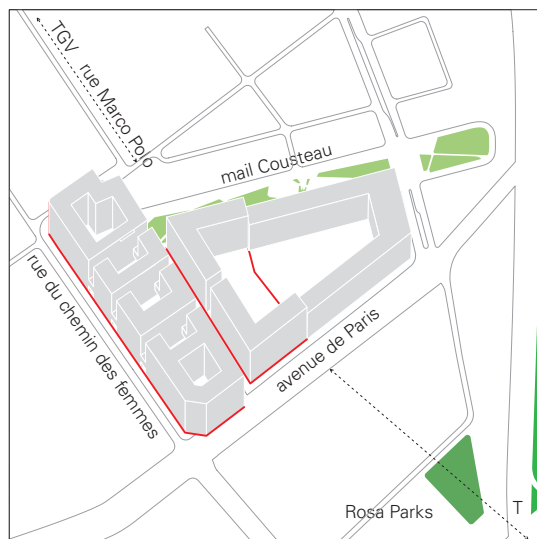 TGV rue Marco Polo
mail Cousteau
rue du chemin des femmes
avenue de Paris
Rosa Parks
T